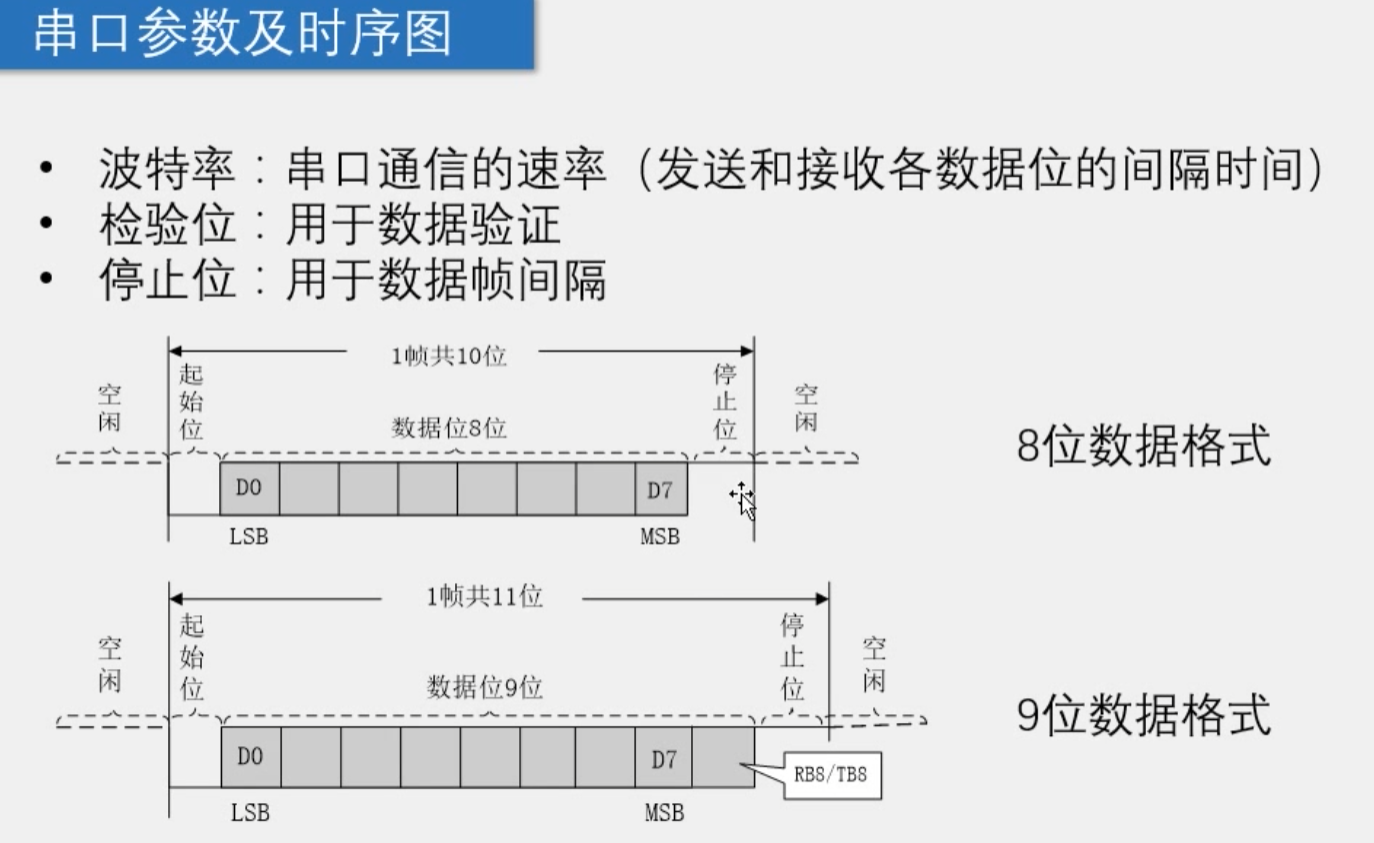 串口参数及时序图
• 波特率：串口通信的速率（发送和接收各数据位的间隔时间）
• 检验位：用于数据验证
• 停止位：用于数据帧间隔
1帧共10位
空闲
起始位
数据位8位
停止位
空闲
8位数据格式
D0
D7
LSB
MSB
1帧共11位
空闲
起始位
数据位9位
停止位
空闲
9位数据格式
D0
D7
RB8/TB8
LSB
MSB